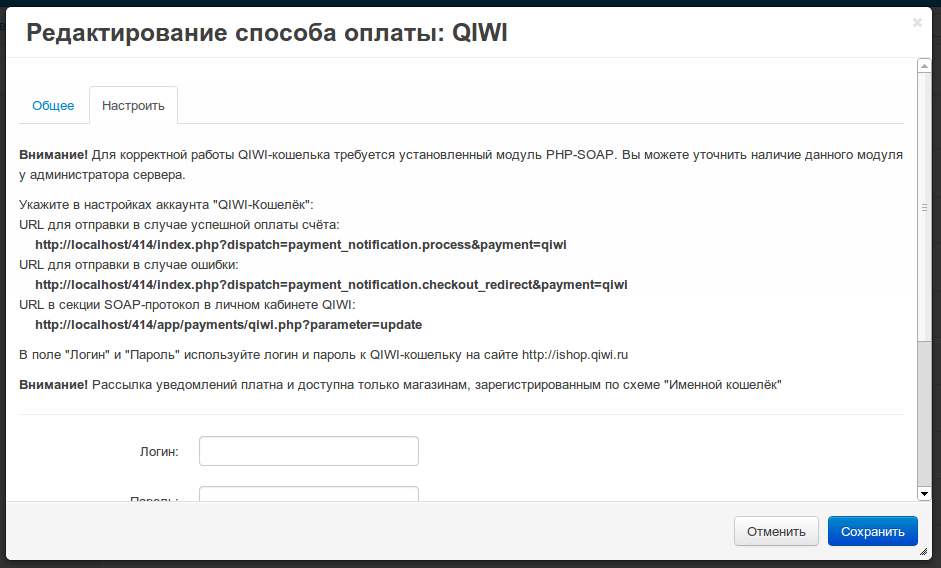 Редактирование способа оплаты: QIWI
Общее
Настроить
Внимание! Для корректной работы QIWI-кошелька требуется установленный модуль PHP-SOAP. Вы можете уточнить наличие данного модуля
у администратора сервера.
Укажите в настройках аккаунта "QIWI-Кошелёк":
URL для отправки в случае успешной оплаты счёта:
http://localhost/414/index.php?dispatch=payment_notification.process&payment=qiwi
URL для отправки в случае ошибки:
http://localhost/414/index.php?dispatch=payment_notification.checkout_redirect&payment=qiwi
URL в секции SOAP-протокол в личном кабинете QIWI:
http://localhost/414/app/payments/qiwi.php?parameter=update
В поле "Логин" и "Пароль" используйте логин и пароль к QIWI-кошельку на сайте http://ishop.qiwi.ru
Внимание! Рассылка уведомлений платна и доступна только магазинам, зарегистрированным по схеме "Именной кошелёк"
Логин:
Пароль:
Отменить
Сохранить